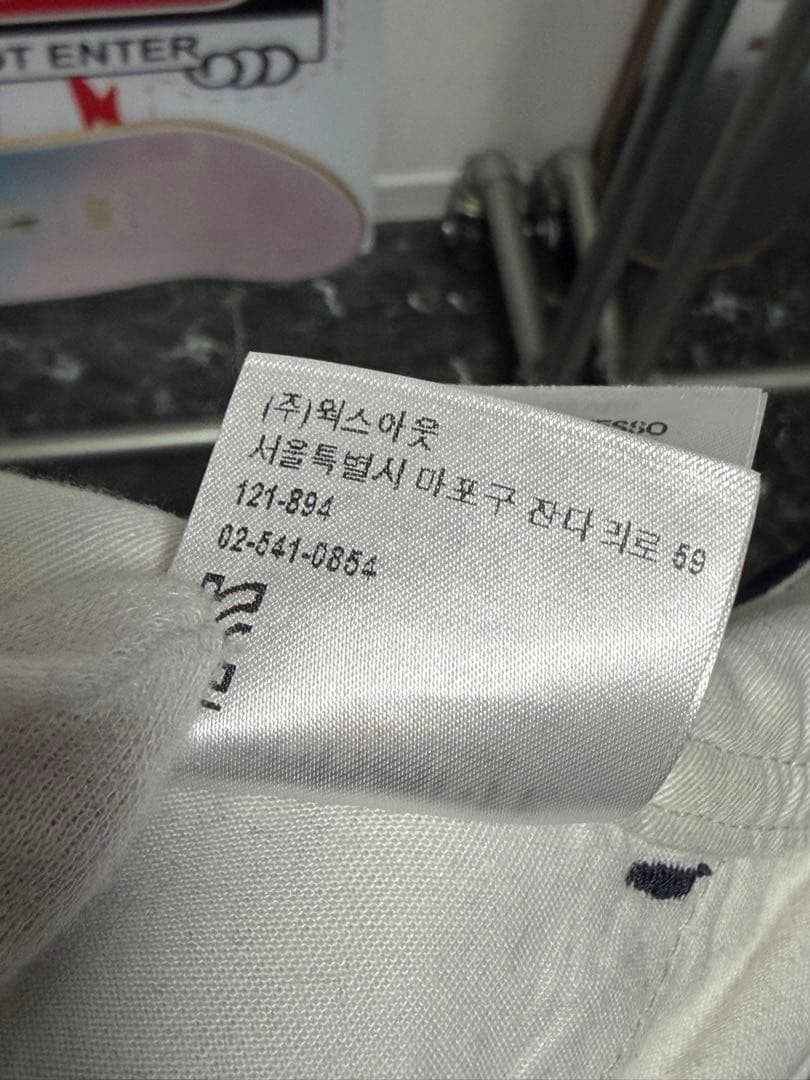 OT ENTER
(주)웍스아웃
서울특별시 마포구 잔다리로 59
121-894
02-541-0854